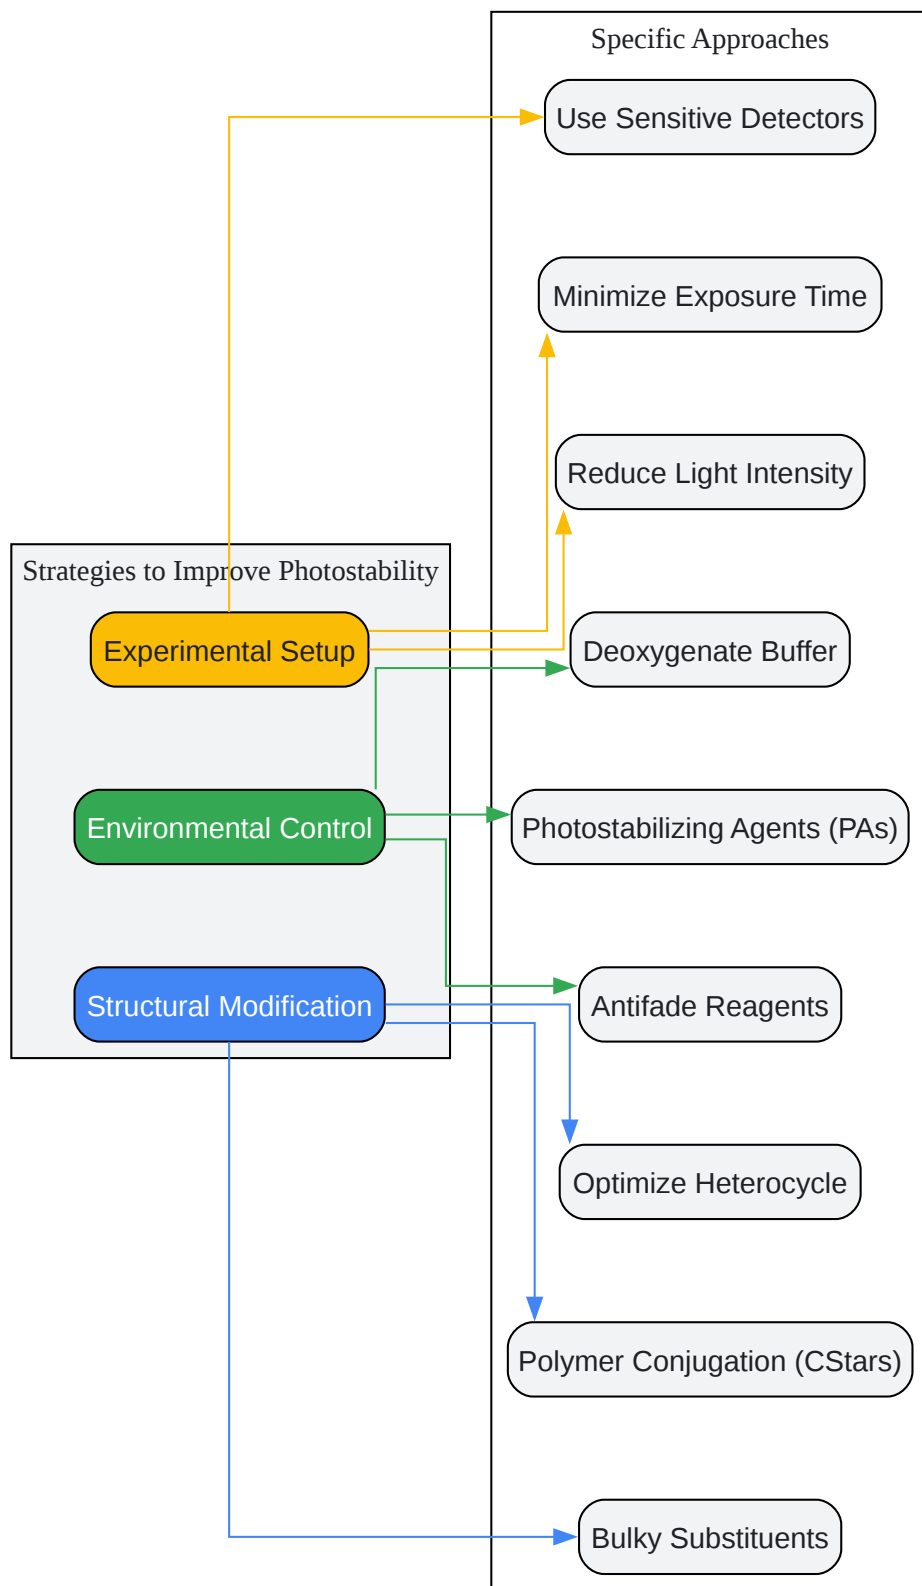 Specific Approaches
Use Sensitive Detectors
Minimize Exposure Time
Reduce Light Intensity
Strategies to Improve Photostability
Experimental Setup
Deoxygenate Buffer
Environmental Control
Photostabilizing Agents (PAs)
Structural Modification
Antifade Reagents
Optimize Heterocycle
Polymer Conjugation (CStars)
Bulky Substituents